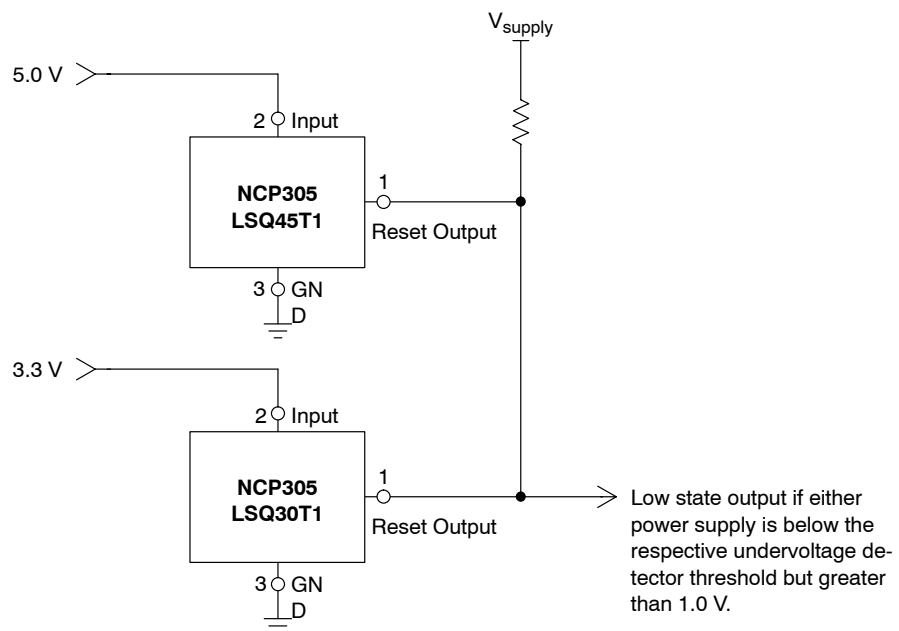 Vsupply
5.0 V
2 Input
NCP305
LSQ45T1
1
Reset Output
3 GN
D
3.3 V
2 Input
NCP305
LSQ30T1
1
Reset Output
3 GN
D
Low state output if either
power supply is below the
respective undervoltage de-
tector threshold but greater
than 1.0 V.